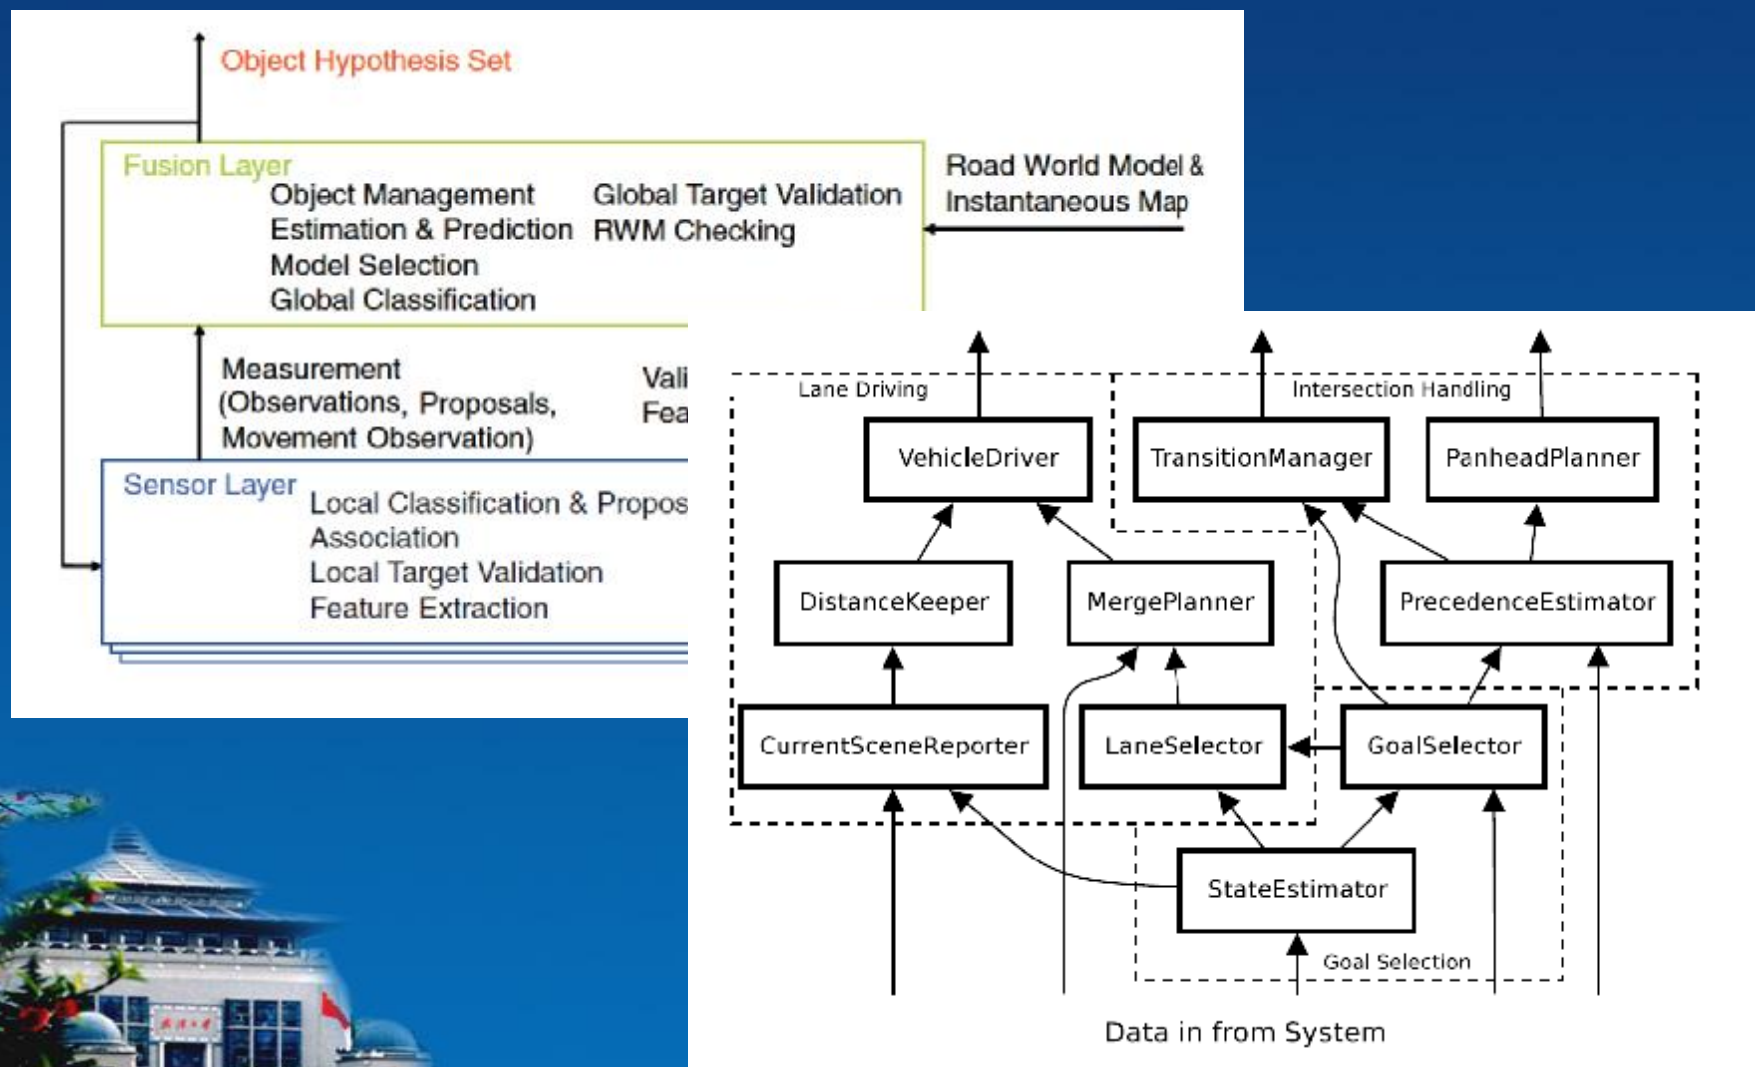 Object Hypothesis Set
Fusion Layer
Object Management
Estimation & Prediction
Model Selection
Global Classification
Global Target Validation
RWM Checking
Road World Model &
Instantaneous Map
Measurement
(Observations, Proposals,
Movement Observation)
Vali
Fea
Sensor Layer
Local Classification & Propos
Association
Local Target Validation
Feature Extraction
Lane Driving
Intersection Handling
VehicleDriver
TransitionManager
PanheadPlanner
DistanceKeeper
MergePlanner
PrecedenceEstimator
CurrentSceneReporter
LaneSelector
GoalSelector
StateEstimator
Goal Selection
Data in from System